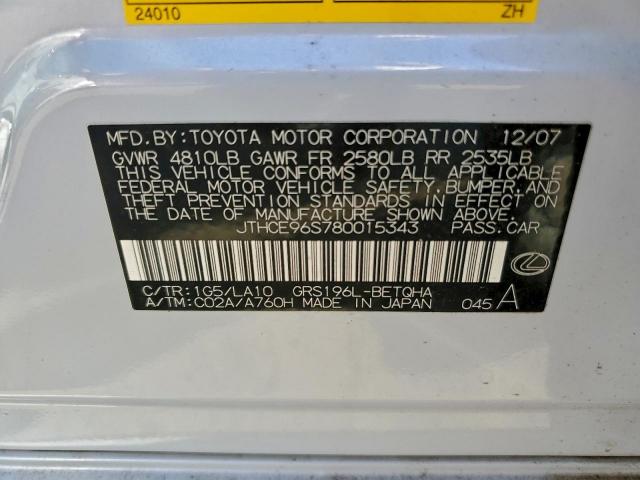 24010 ZH
MFD.BY:TOYOTA MOTOR CORPORATION 12/07
GVWR 4810LB GAWR FR 2580LB RR 2535LB
THIS VEHICLE CONFORMS TO ALL APPLICABLE
FEDERAL MOTOR VEHICLE SAFETY,BUMPER,AND
THEFT PREVENTION STANDARDS IN EFFECT ON
THE DATE OF MANUFACTURE SHOWN ABOVE.
JTHCE96S780015343 PASS.CAR
C/TR:1G5/LA10 GRS196L-BETQHA
A/TM:C02A/A760H MADE IN JAPAN 045 A